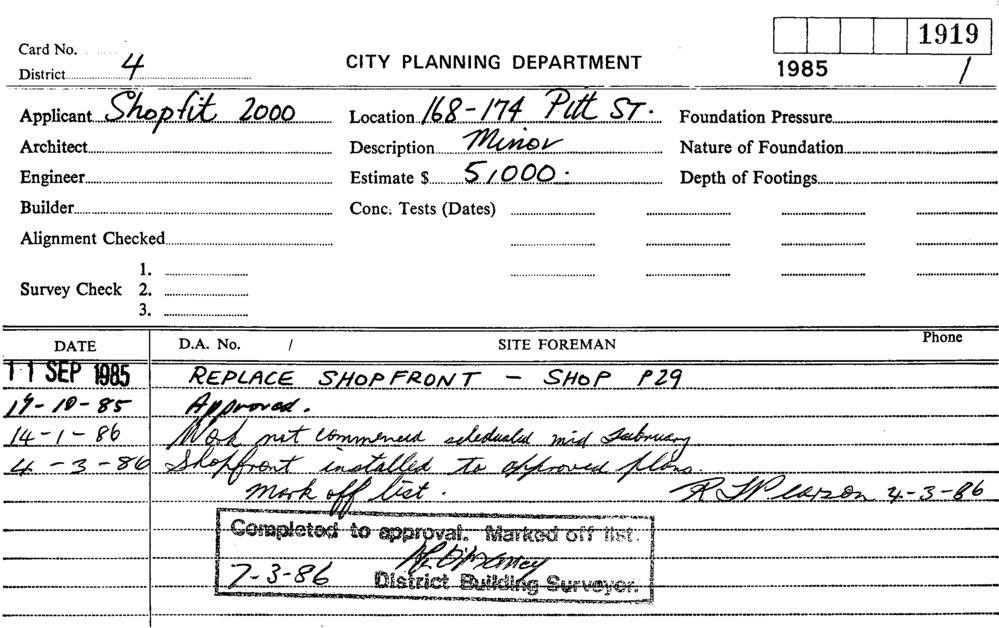 1919
Card No.
1985 /
District 4
CITY PLANNING DEPARTMENT
Applicant Shopfit 2000
Location 168-174 Pitt ST.
Foundation Pressure
Architect
Description Minor
Nature of Foundation
Engineer
Estimate $ 5,000.
Depth of Footings
Builder
Conc. Tests (Dates)
Alignment Checked
Survey Check
1.
2.
3.
DATE
D.A. No. /
SITE FOREMAN
Phone
11 SEP 1985 REPLACE SHOPFRONT - SHOP P29
-10-85 Approved.
14-1-86 Work not commenced scheduled mid February
4-3-86 Shopfront installed to approved plans.
Mark off list. 4-3-86
Completed to approval. Marked off list.
7-3-86 District Building Surveyor.